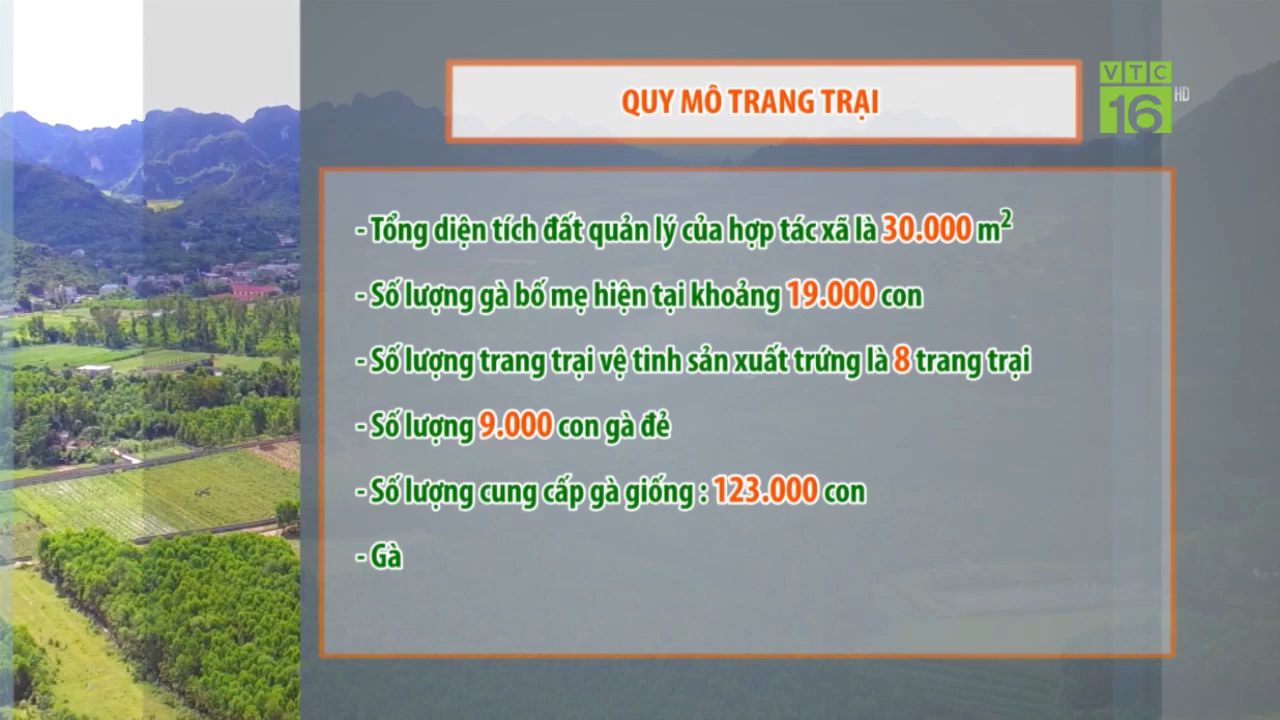 QUY MÔ TRANG TRẠI
VTC
16 HD
- Tổng diện tích đất quản lý của hợp tác xã là 30.000 m²
- Số lượng gà bố mẹ hiện tại khoảng 19.000 con
- Số lượng trang trại vệ tinh sản xuất trứng là 8 trang trại
- Số lượng 9.000 con gà đẻ
- Số lượng cung cấp gà giống : 123.000 con
- Gà